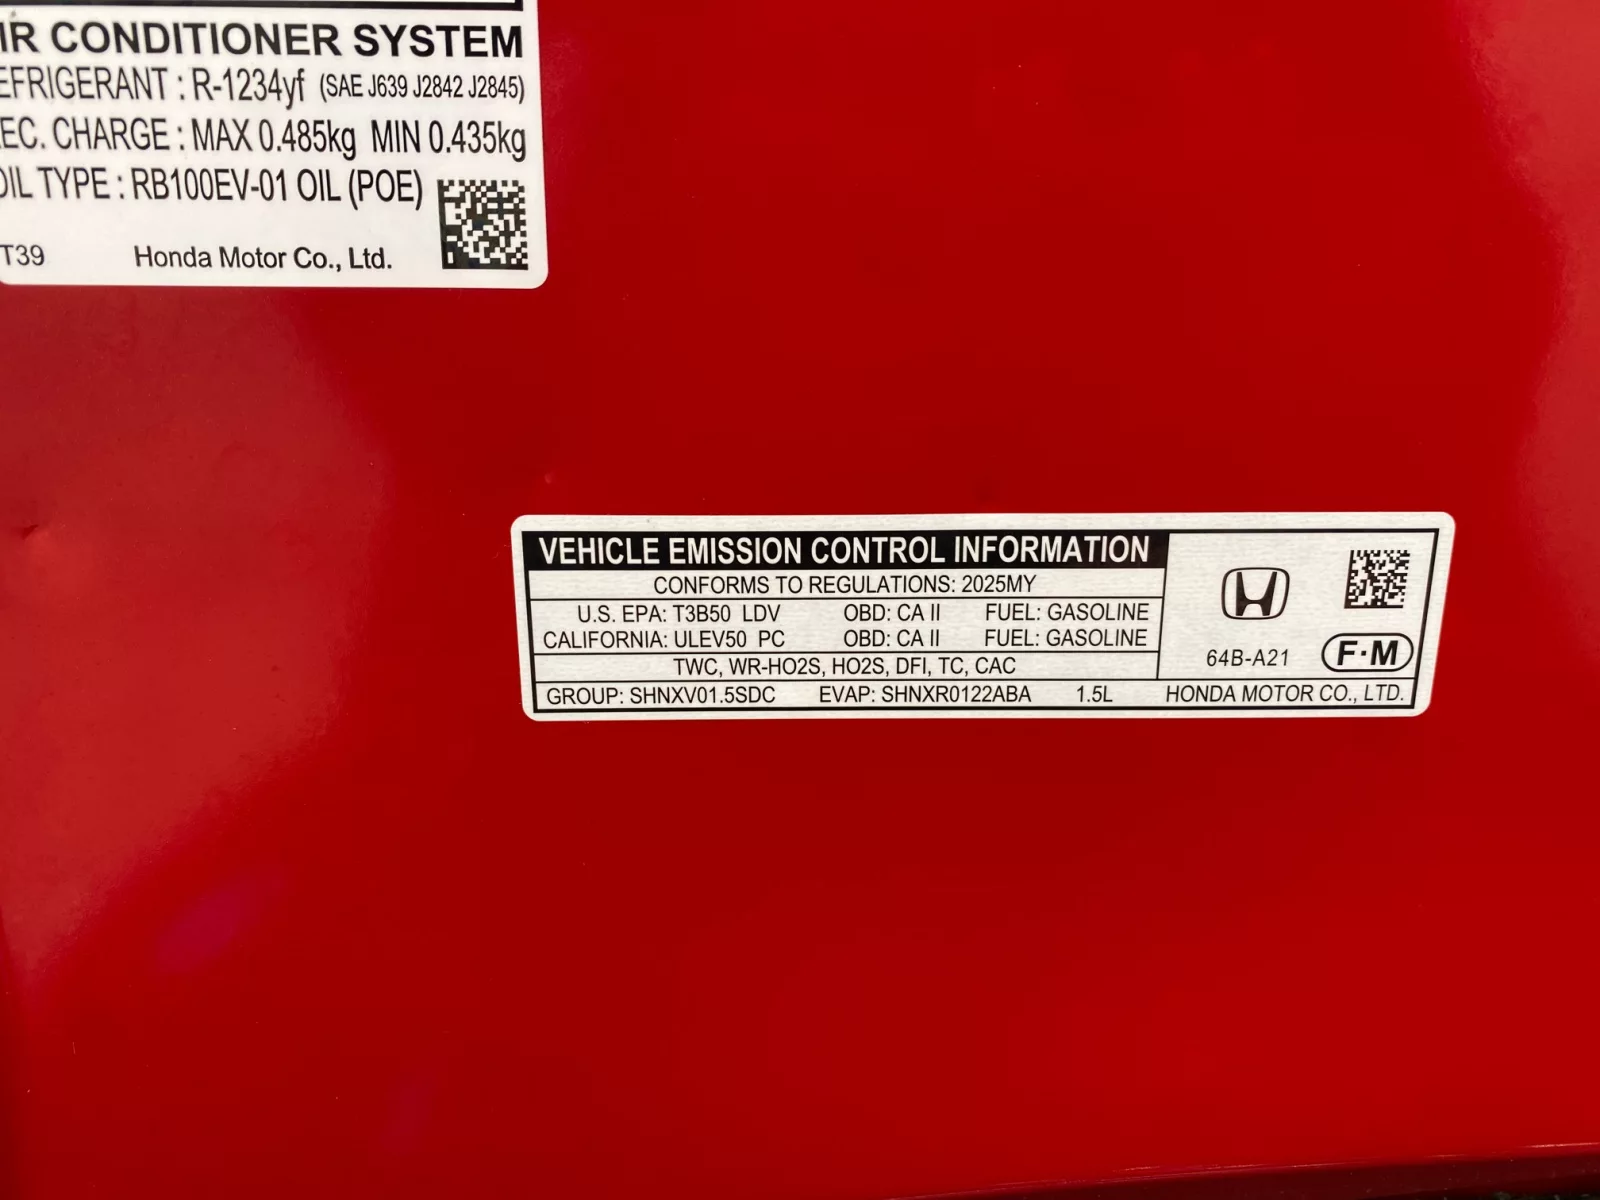 IR CONDITIONER SYSTEM
EFRIGERANT : R-1234yf (SAE J639 J2842 J2845)
EC. CHARGE : MAX 0.485kg MIN 0.435kg
OIL TYPE : RB100EV-01 OIL (POE)
T39 Honda Motor Co., Ltd.
VEHICLE EMISSION CONTROL INFORMATION
CONFORMS TO REGULATIONS: 2025MY
U.S. EPA: T3B50 LDV OBD: CA II FUEL: GASOLINE
CALIFORNIA: ULEV50 PC OBD: CA II FUEL: GASOLINE
TWC, WR-HO2S, HO2S, DFI, TC, CAC
64B-A21 F·M
GROUP: SHNXV01.5SDC EVAP: SHNXR0122ABA 1.5L HONDA MOTOR CO., LTD.